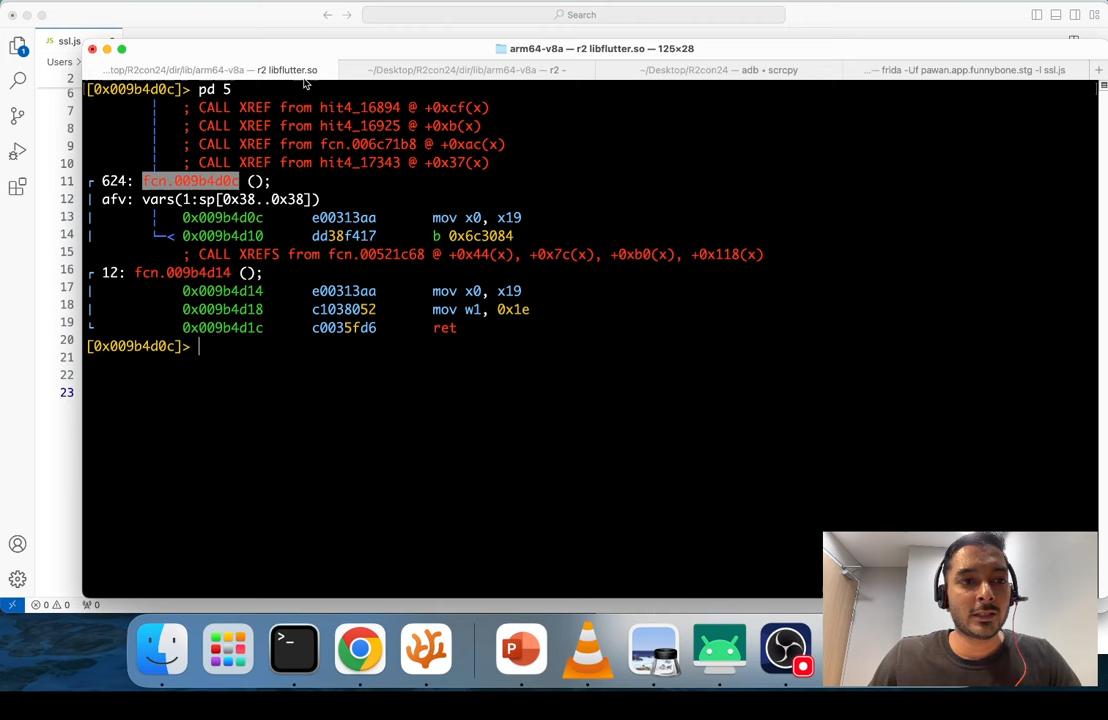 Search
JS ssl.js
arm64-v8a — r2 libflutter.so — 125×28
Users
...top/R2con24/dir/lib/arm64-v8a — r2 libflutter.so
~/Desktop/R2con24/dir/lib/arm64-v8a — r2 -
~/Desktop/R2con24 — adb • scrcpy
...— frida -Uf pawan.app.funnybone.stg -l ssl.js
+
2
6
[0x009b4d0c]> pd 5
7
; CALL XREF from hit4_16894 @ +0xcf(x)
8
; CALL XREF from hit4_16925 @ +0xb(x)
9
; CALL XREF from fcn.006c71b8 @ +0xac(x)
10
; CALL XREF from hit4_17343 @ +0x37(x)
11
624: fcn.009b4d0c ();
12
| afv: vars(1:sp[0x38..0x38])
13
0x009b4d0c e00313aa mov x0, x19
14
0x009b4d10 dd38f417 b 0x6c3084
15
; CALL XREFS from fcn.00521c68 @ +0x44(x), +0x7c(x), +0xb0(x), +0x118(x)
16
12: fcn.009b4d14 ();
17
0x009b4d14 e00313aa mov x0, x19
18
0x009b4d18 c1038052 mov w1, 0x1e
19
0x009b4d1c c0035fd6 ret
20
[0x009b4d0c]>
21
22
23
1
0 0 0
>_
P